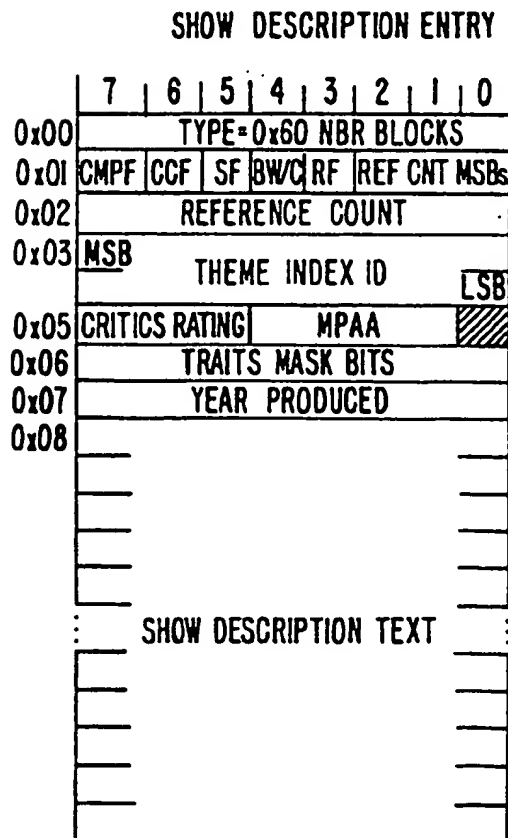 SHOW DESCRIPTION ENTRY
7 6 5 4 3 2 1 0
0x00 TYPE=0x60 NBR BLOCKS
0x01 CMPF CCF SF BW/C RF REF CNT MSBs
0x02 REFERENCE COUNT
0x03 MSB
THEME INDEX ID
LSB
0x05 CRITICS RATING MPAA
0x06 TRAITS MASK BITS
0x07 YEAR PRODUCED
0x08
SHOW DESCRIPTION TEXT